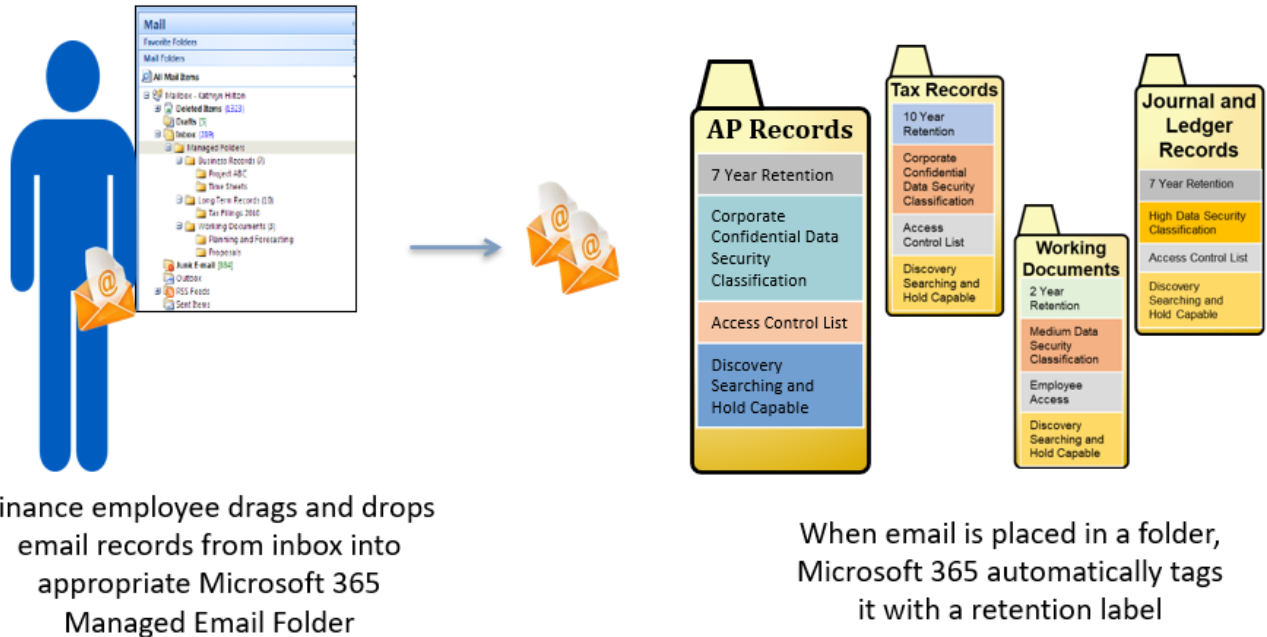 Mail
Favorite Folders
Mail Folders
All Mail Items
Mailbox - Kathryn Hilton
Deleted Items (1323)
Drafts [5]
Inbox (289)
Managed Folders
Business Records (7)
Project ABC
Time Sheets
Long Term Records (10)
Tax Filings 2010
Working Documents (3)
Planning and Forecasting
Proposals
Junk E-mail [884]
Outbox
RSS Feeds
Sent Items
@
@
@
inance employee drags and drops
email records from inbox into
appropriate Microsoft 365
Managed Email Folder
AP Records
7 Year Retention
Corporate
Confidential Data
Security
Classification
Access Control List
Discovery
Searching and
Hold Capable
Tax Records
10 Year
Retention
Corporate
Confidential
Data Security
Classification
Access
Control List
Discovery
Searching and
Hold Capable
Working
Documents
2 Year
Retention
Medium Data
Security
Classification
Employee
Access
Discovery
Searching and
Hold Capable
Journal and
Ledger
Records
7 Year Retention
High Data Security
Classification
Access Control List
Discovery
Searching and
Hold Capable
When email is placed in a folder,
Microsoft 365 automatically tags
it with a retention label